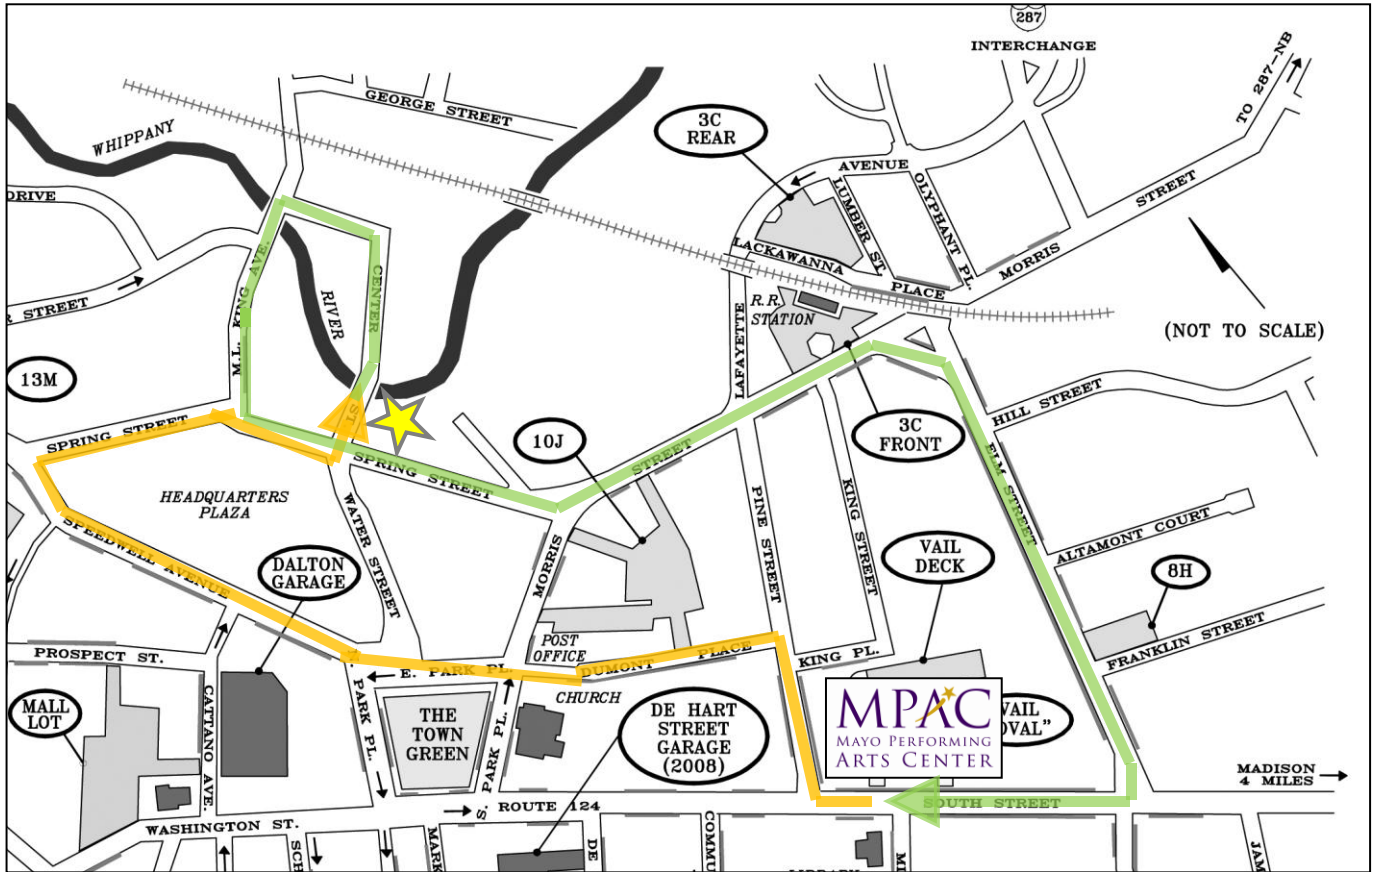 287
INTERCHANGE
TO 287-NB
GEORGE STREET
3C
REAR
WHIPPANY
AVENUE
LUMBER ST.
OLYPHANT PL.
STREET
DRIVE
M.L. KING AVE.
CENTER
LACKAWANNA
PLACE
MORRIS
RIVER
R.R.
STATION
LAFAYETTE
STREET
(NOT TO SCALE)
13M
ST
HILL STREET
SPRING STREET
10J
3C
FRONT
SPRING STREET
STREET
ELM STREET
HEADQUARTERS
PLAZA
WATER STREET
PINE STREET
KING STREET
SPEEDWELL AVENUE
ALTAMONT COURT
DALTON
GARAGE
MORRIS
VAIL
DECK
8H
FRANKLIN STREET
PROSPECT ST.
POST
OFFICE
DUMONT PLACE
KING PL.
E. PARK PL.
PARK PL.
CHURCH
MALL
LOT
CATTANO AVE.
THE
TOWN
GREEN
S. PARK PL.
DE HART
STREET
GARAGE
(2008)
MPAC
MAYO PERFORMING
ARTS CENTER
VAIL
OVAL"
MADISON
4 MILES
ROUTE 124
SOUTH STREET
WASHINGTON ST.
SCH
MARK
DE
COMMU
JAM